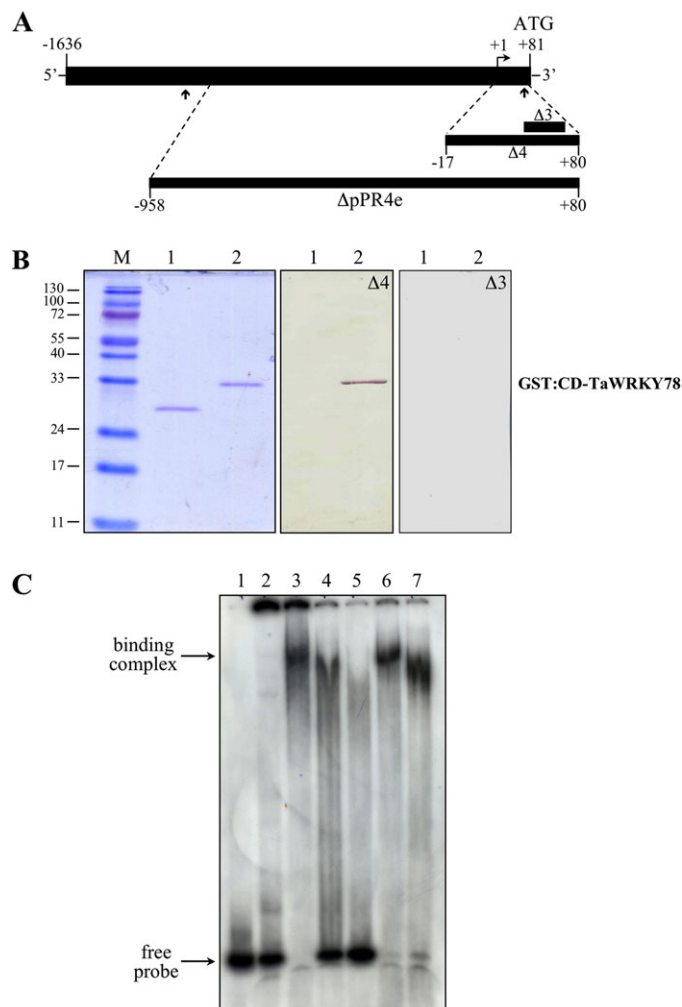 A
ATG
-1636
+1
+81
5’
3’
Δ3
Δ4
-17
+80
-958
ΔpPR4e
+80
B
M 1 2
1 2
1 2
Δ4
Δ3
130
100
72
55
40
33
24
17
11
GST:CD-TaWRKY78
C
1 2 3 4 5 6 7
binding
complex
free
probe